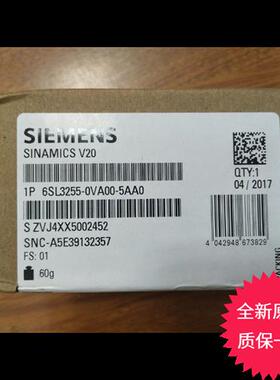 SIEMENS
SINAMICS V20
QTY:1
04 / 2017
1P 6SL3255-0VA00-5AA0
S ZVJ4XX5002452
SNC-A5E39132357
FS: 01
60g
4 042948 673829
PACKING
全新原
质保一